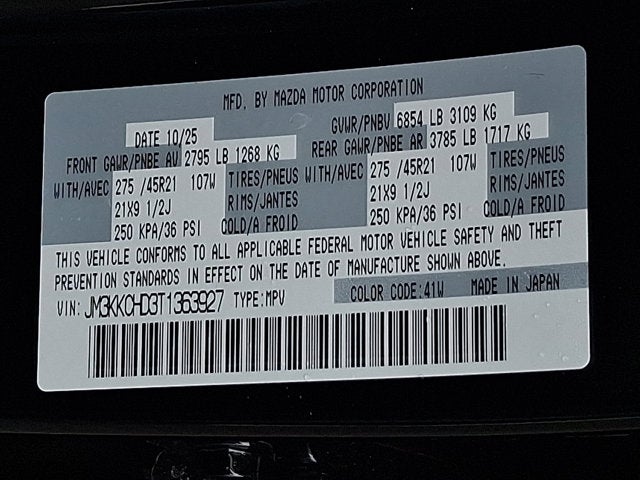 MFD. BY MAZDA MOTOR CORPORATION
DATE 10/25 GVWR/PNBV 6854 LB 3109 KG
FRONT GAWR/PNBE AV 2795 LB 1268 KG REAR GAWR/PNBE AR 3785 LB 1717 KG
WITH/AVEC 275 /45R21 107W TIRES/PNEUS WITH/AVEC 275 /45R21 107W TIRES/PNEUS
21X9 1/2J RIMS/JANTES 21X9 1/2J RIMS/JANTES
250 KPA/36 PSI COLD/A FROID 250 KPA/36 PSI COLD/A FROID
THIS VEHICLE CONFORMS TO ALL APPLICABLE FEDERAL MOTOR VEHICLE SAFETY AND THEFT
PREVENTION STANDARDS IN EFFECT ON THE DATE OF MANUFACTURE SHOWN ABOVE.
VIN: JM3KKCHD3T1363927 TYPE:MPV COLOR CODE:41W MADE IN JAPAN